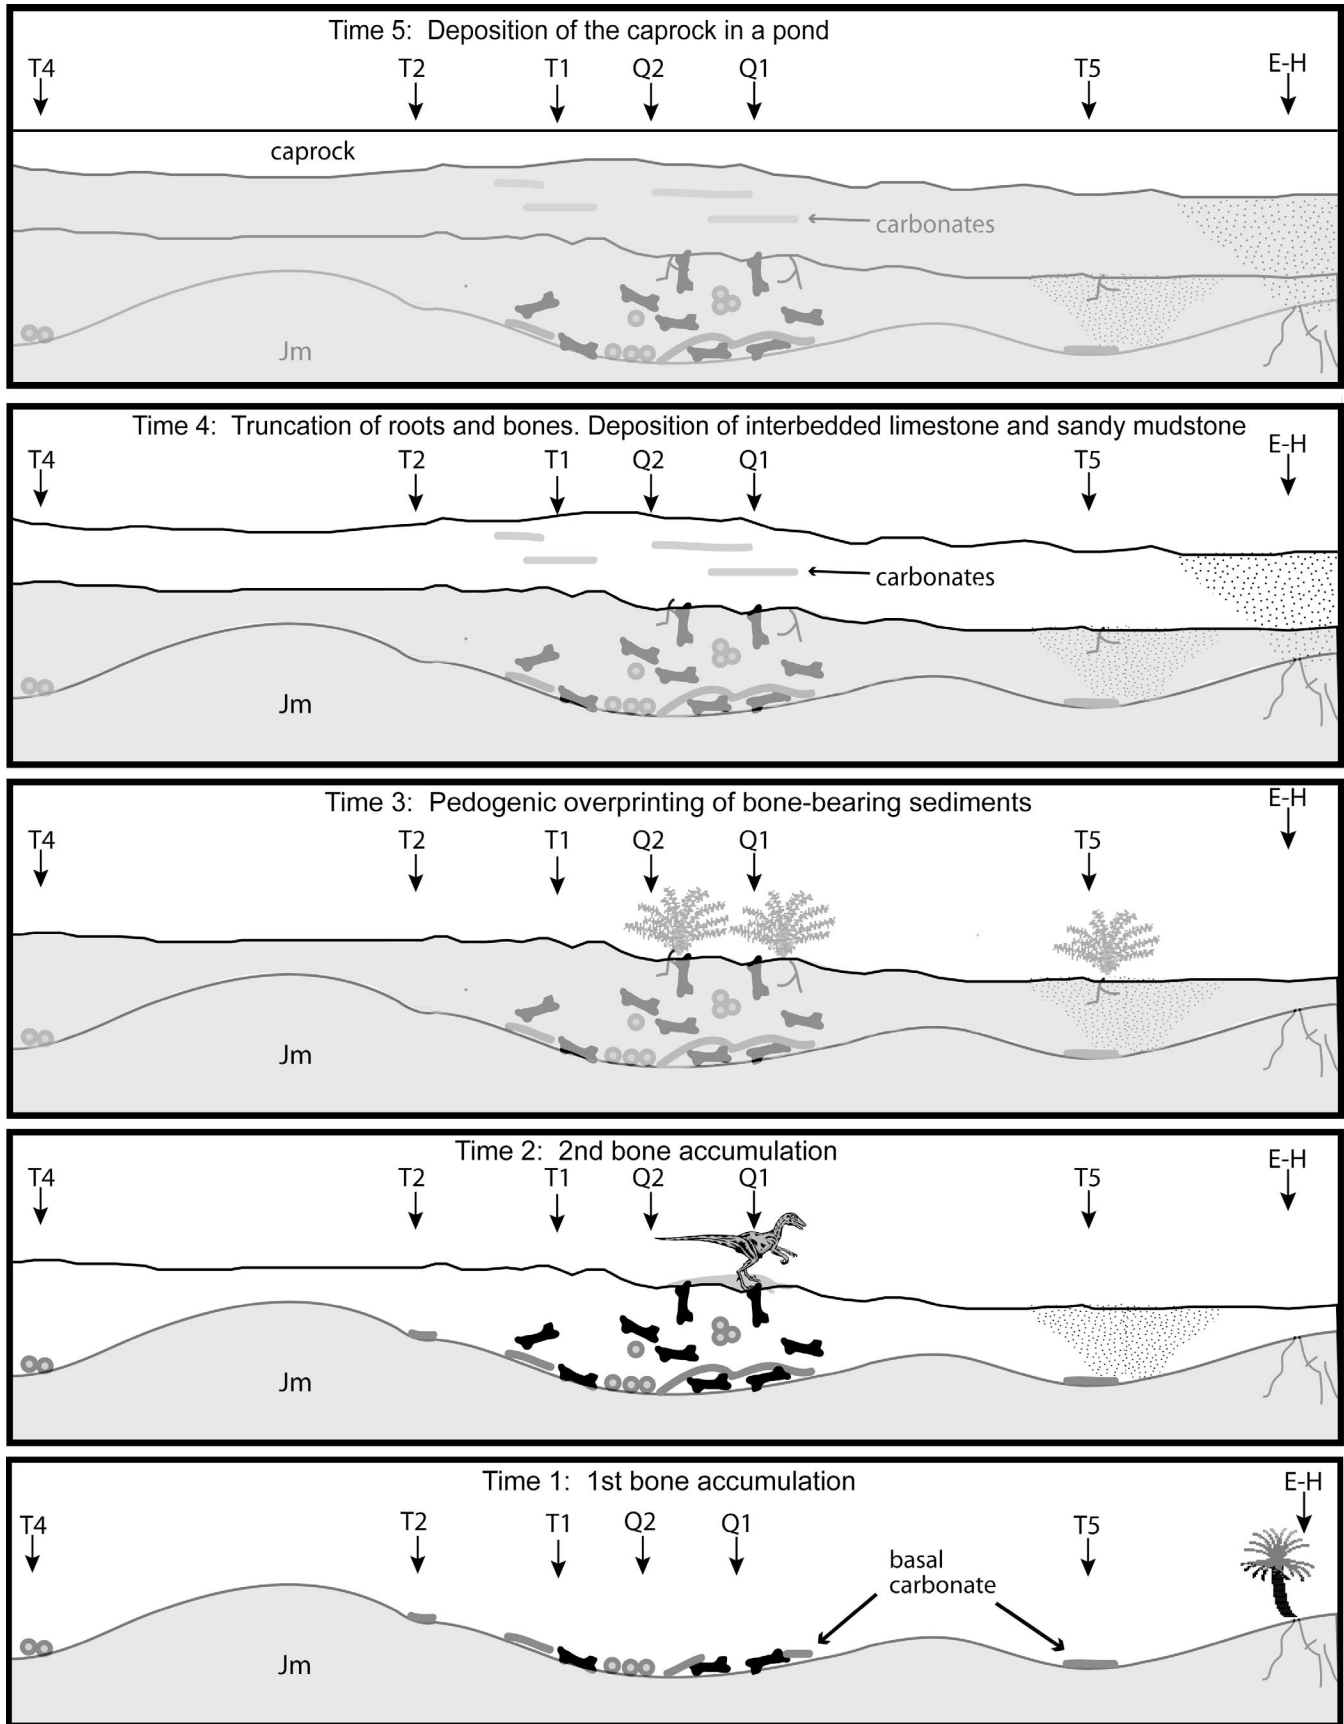 Time 5: Deposition of the caprock in a pond
T4 T2 T1 Q2 Q1 T5 E-H
caprock
carbonates
Jm
Time 4: Truncation of roots and bones. Deposition of interbedded limestone and sandy mudstone
T4 T2 T1 Q2 Q1 T5 E-H
carbonates
Jm
Time 3: Pedogenic overprinting of bone-bearing sediments
T4 T2 T1 Q2 Q1 T5 E-H
Jm
Time 2: 2nd bone accumulation
T4 T2 T1 Q2 Q1 T5 E-H
Jm
Time 1: 1st bone accumulation
T4 T2 T1 Q2 Q1 T5 E-H
basal
carbonate
Jm